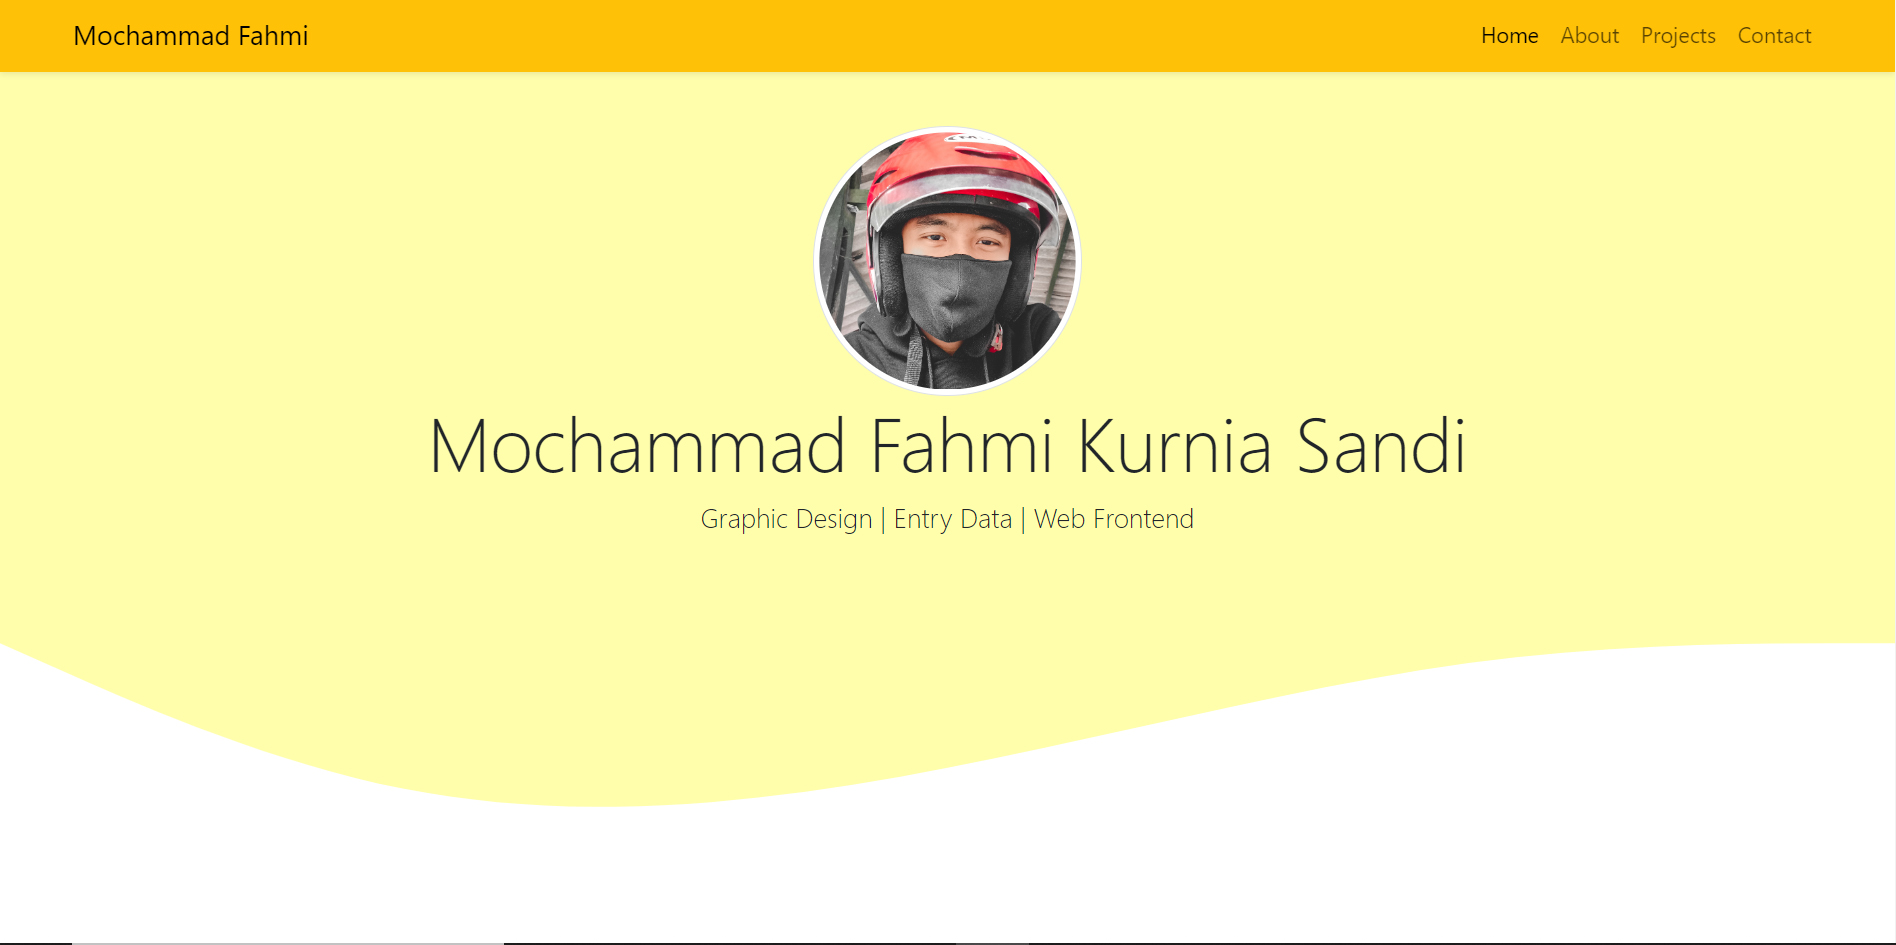 Mochammad Fahmi
Home About Projects Contact
Mochammad Fahmi Kurnia Sandi
Graphic Design | Entry Data | Web Frontend